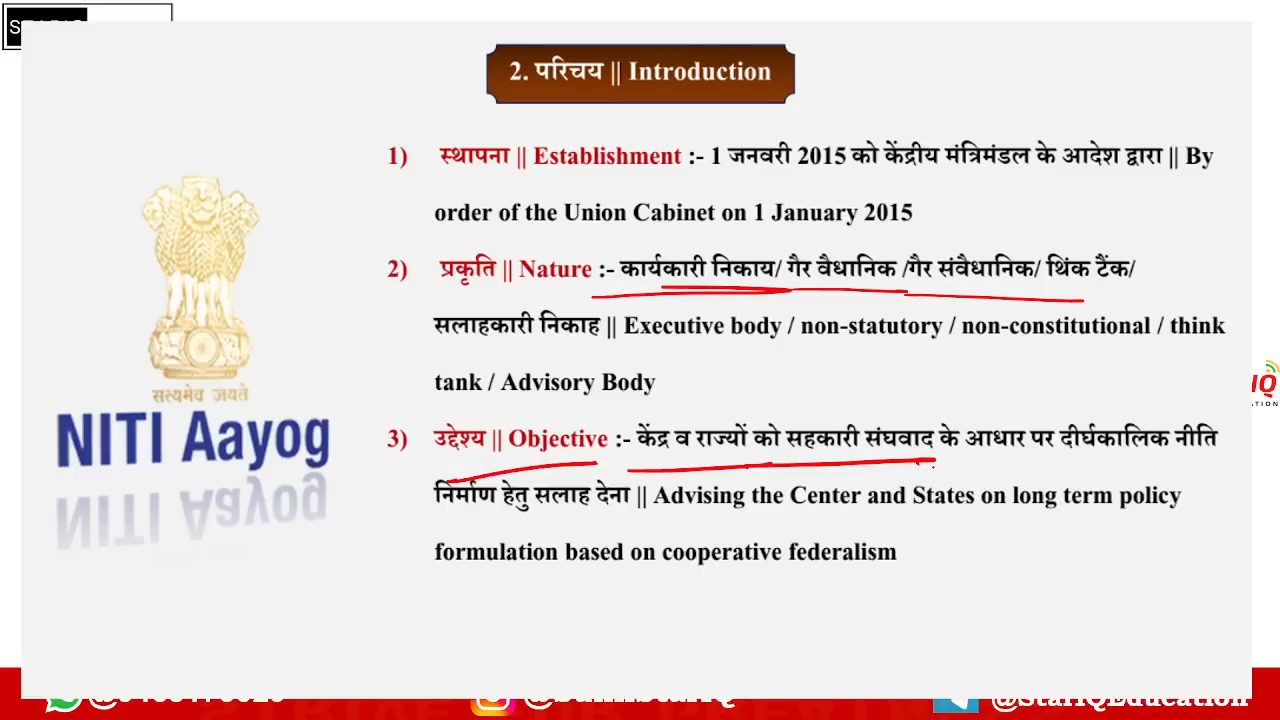 2. परिचय || Introduction
1) स्थापना || Establishment :- 1 जनवरी 2015 को केंद्रीय मंत्रिमंडल के आदेश द्वारा || By
order of the Union Cabinet on 1 January 2015
2) प्रकृति || Nature :- कार्यकारी निकाय/ गैर वैधानिक /गैर संवैधानिक/ थिंक टैंक/
सलाहकारी निकाह || Executive body / non-statutory / non-constitutional / think
tank / Advisory Body
सत्यमेव जयते
NITI Aayog
3) उद्देश्य || Objective :- केंद्र व राज्यों को सहकारी संघवाद के आधार पर दीर्घकालिक नीति
निर्माण हेतु सलाह देना || Advising the Center and States on long term policy
formulation based on cooperative federalism
@starIQEducation